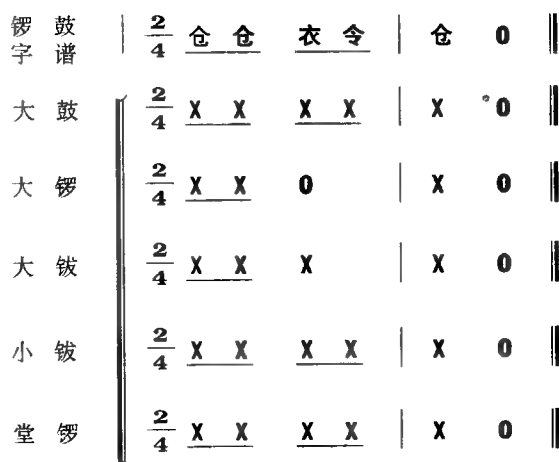 锣鼓字谱 2/4 仓 仓 衣 令 | 仓 0
大鼓 2/4 X X X X | X 0
大锣 2/4 X X 0 | X 0
大钹 2/4 X X X | X 0
小钹 2/4 X X X X | X 0
堂锣 2/4 X X X X | X 0